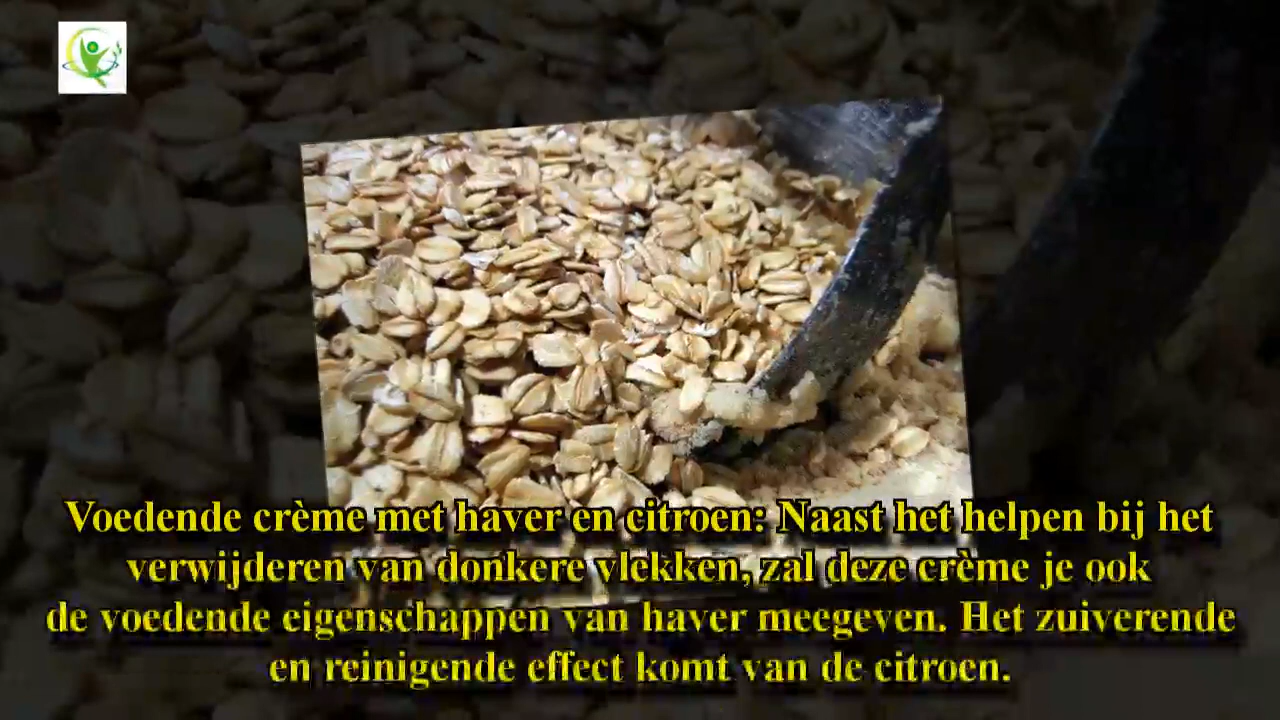 Voedende crème met haver en citroen: Naast het helpen bij het
verwijderen van donkere vlekken, zal deze crème je ook
de voedende eigenschappen van haver meegeven. Het zuiverende
en reinigende effect komt van de citroen.